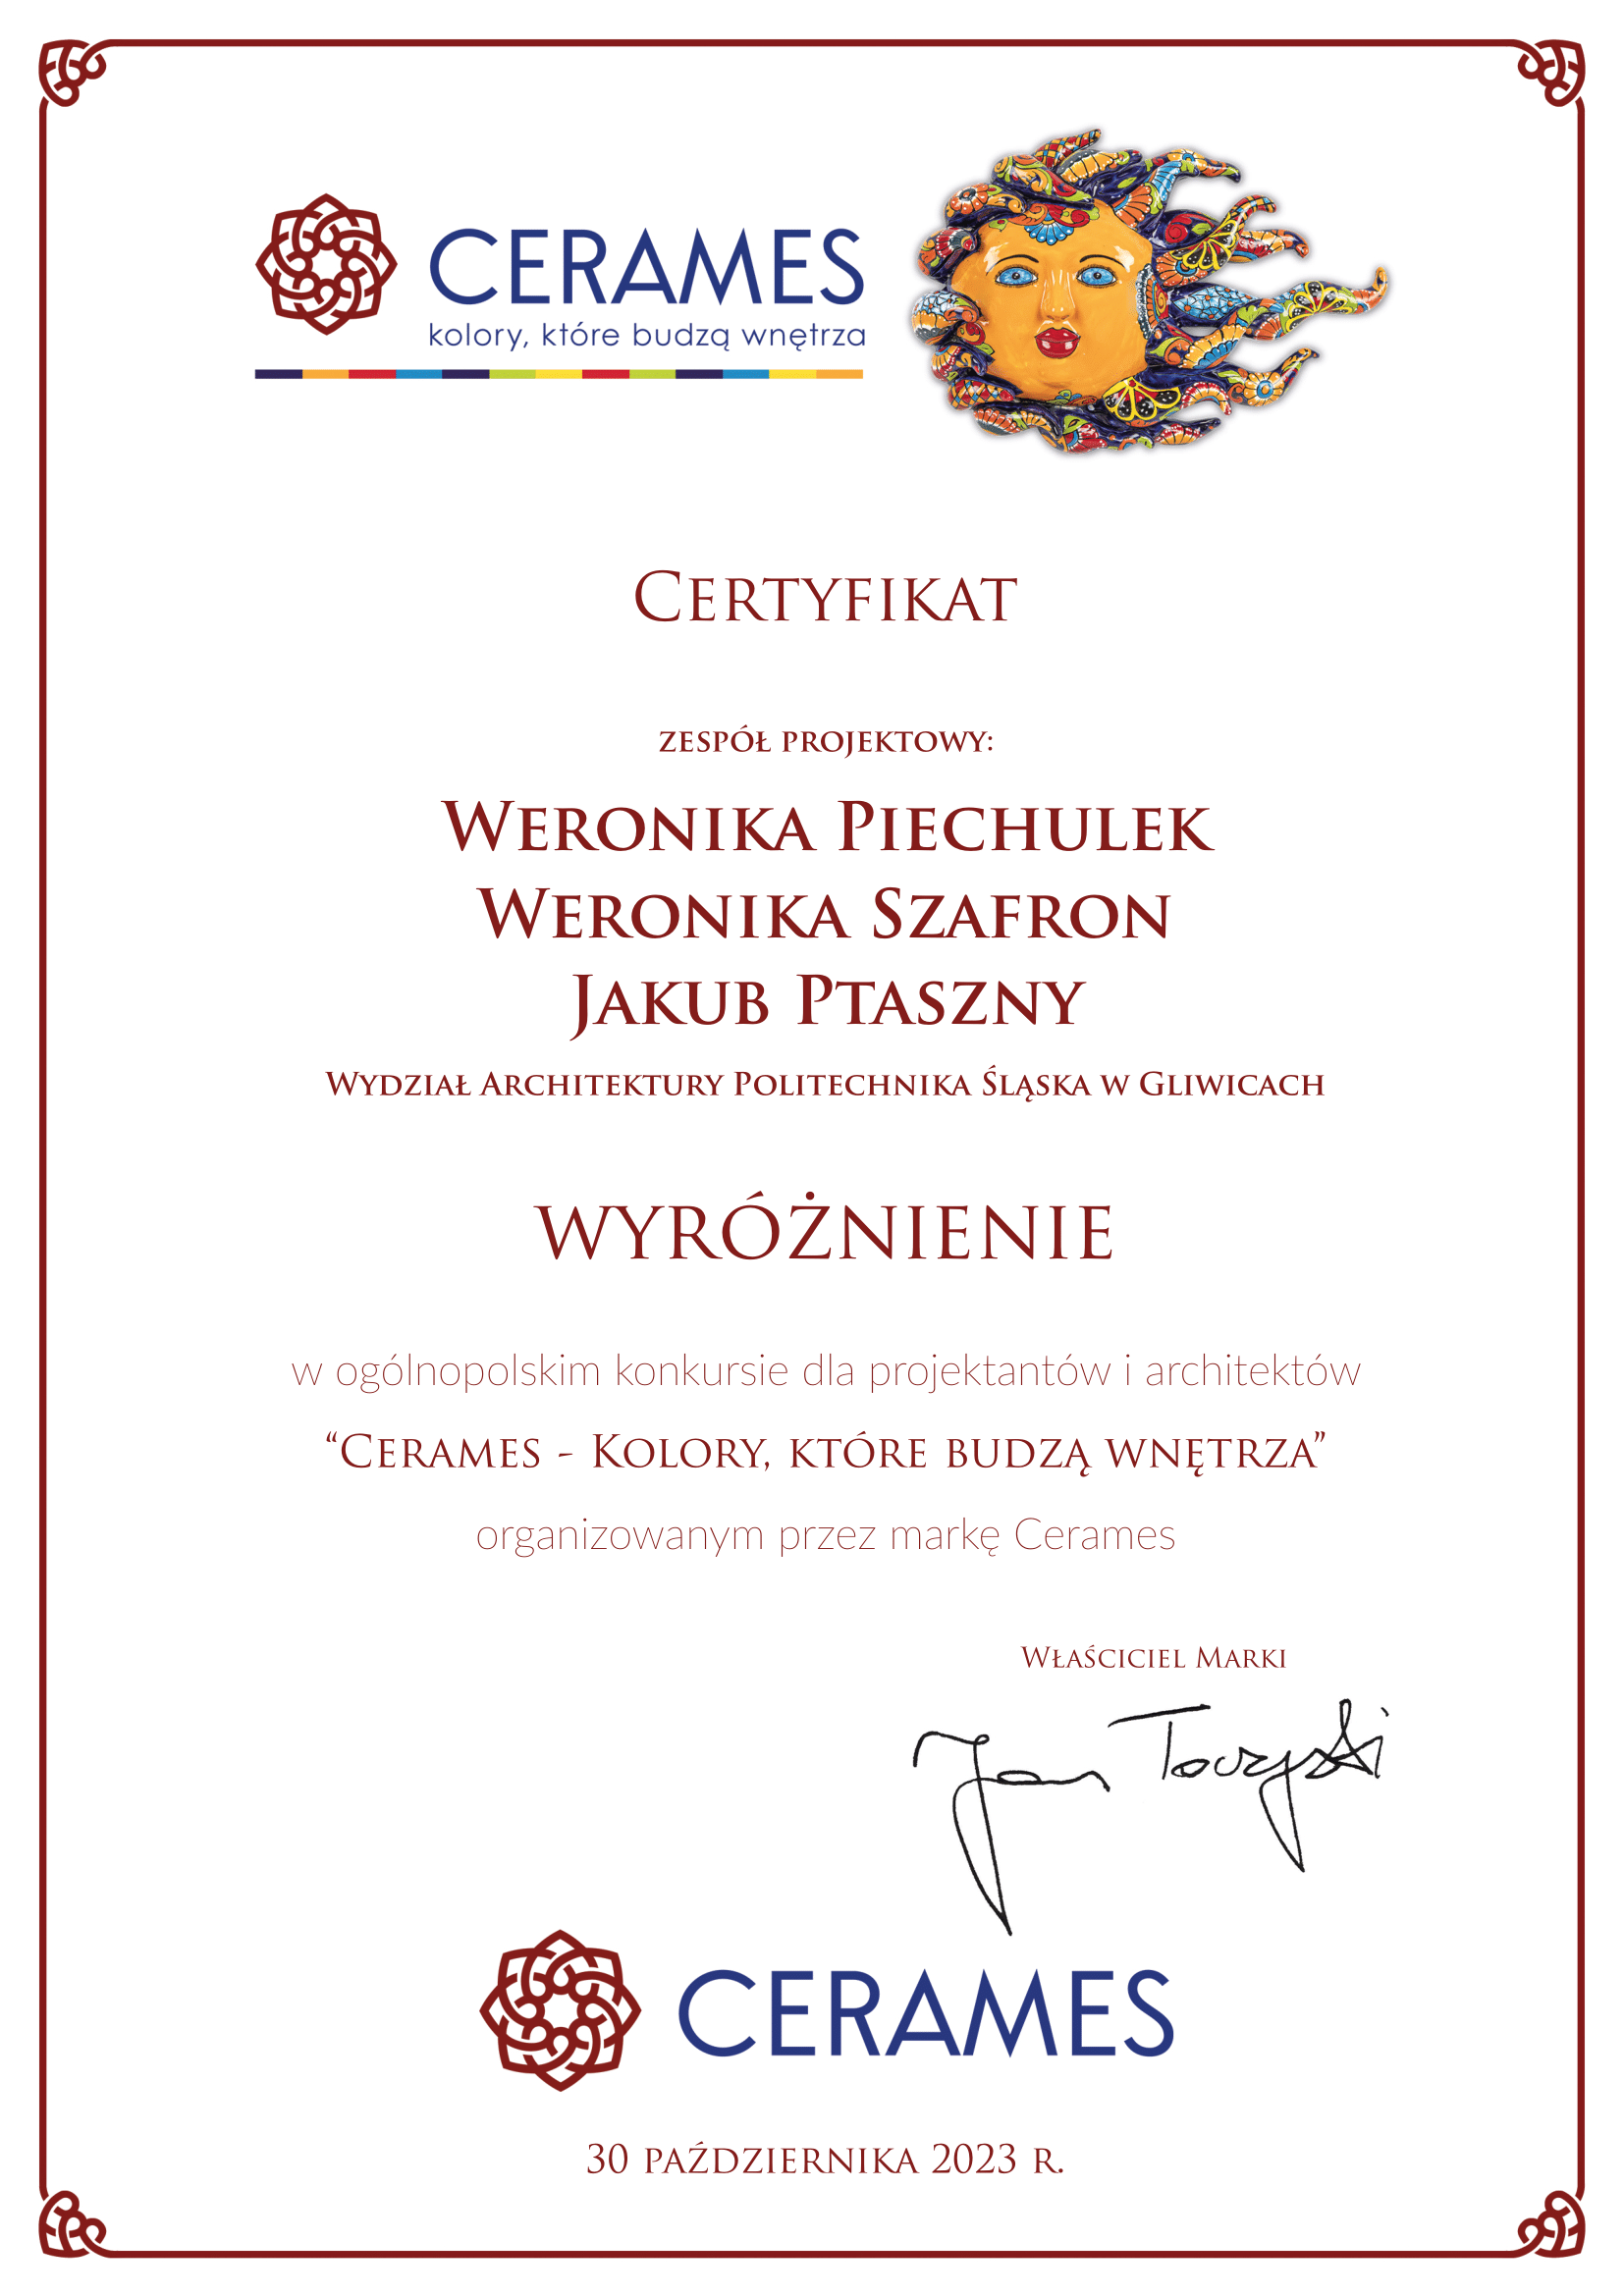 CERAMES
kolory, które budzą wnętrza
Certyfikat
zespół projektowy:
Weronika Piechulek
Weronika Szafron
Jakub Ptaszny
Wydział Architektury Politechnika Śląska w Gliwicach
WYRÓŻNIENIE
w ogólnopolskim konkursie dla projektantów i architektów
“Cerames - Kolory, które budzą wnętrza”
organizowanym przez markę Cerames
Właściciel Marki
Jan
CERAMES
30 października 2023 r.